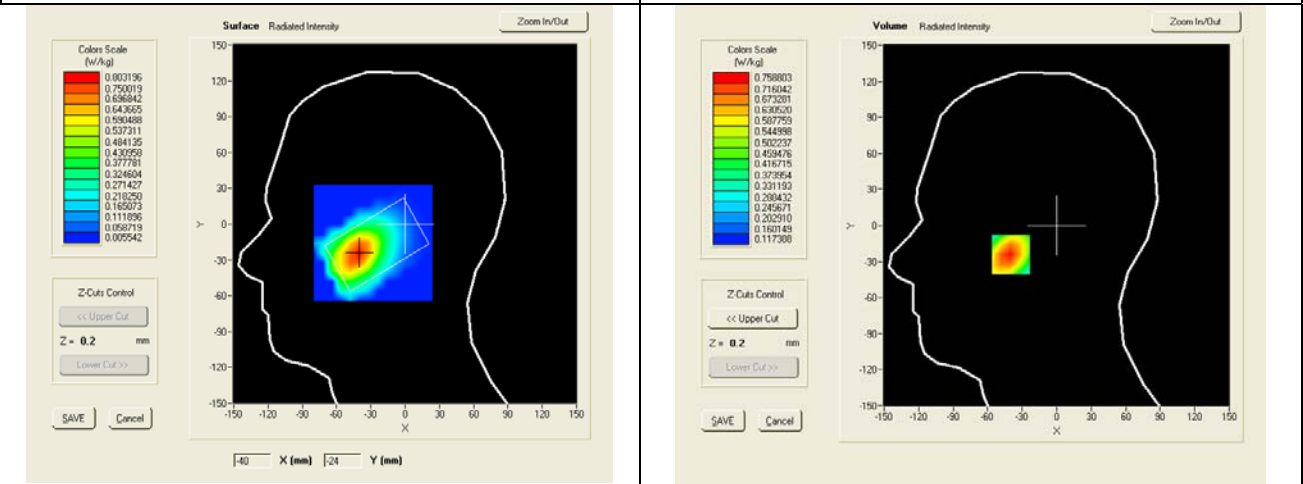 Surface Radiated Intensity
Zoom In/Out
Colors Scale
(W/kg)
0.803196
0.750019
0.696842
0.643665
0.590488
0.537311
0.484135
0.430958
0.377781
0.324604
0.271427
0.218250
0.165073
0.111896
0.058719
0.005542
Z-Cuts Control
<< Upper Cut
Z = 0.2 mm
Lower Cut >>
SAVE Cancel
150
120
90
60
30
0
-30
-60
-90
-120
-150
Y
-150 -120 -90 -60 -30 0 30 60 90 120 150
X
-40 X (mm) -24 Y (mm)
Volume Radiated Intensity
Zoom In/Out
Colors Scale
(W/kg)
0.758803
0.716042
0.673281
0.630520
0.587759
0.544998
0.502237
0.459476
0.416715
0.373954
0.331193
0.288432
0.245671
0.202910
0.160149
0.117388
Z-Cuts Control
<< Upper Cut
Z = 0.2 mm
Lower Cut >>
SAVE Cancel
150
120
90
60
30
0
-30
-60
-90
-120
-150
Y
-150 -120 -90 -60 -30 0 30 60 90 120 150
X